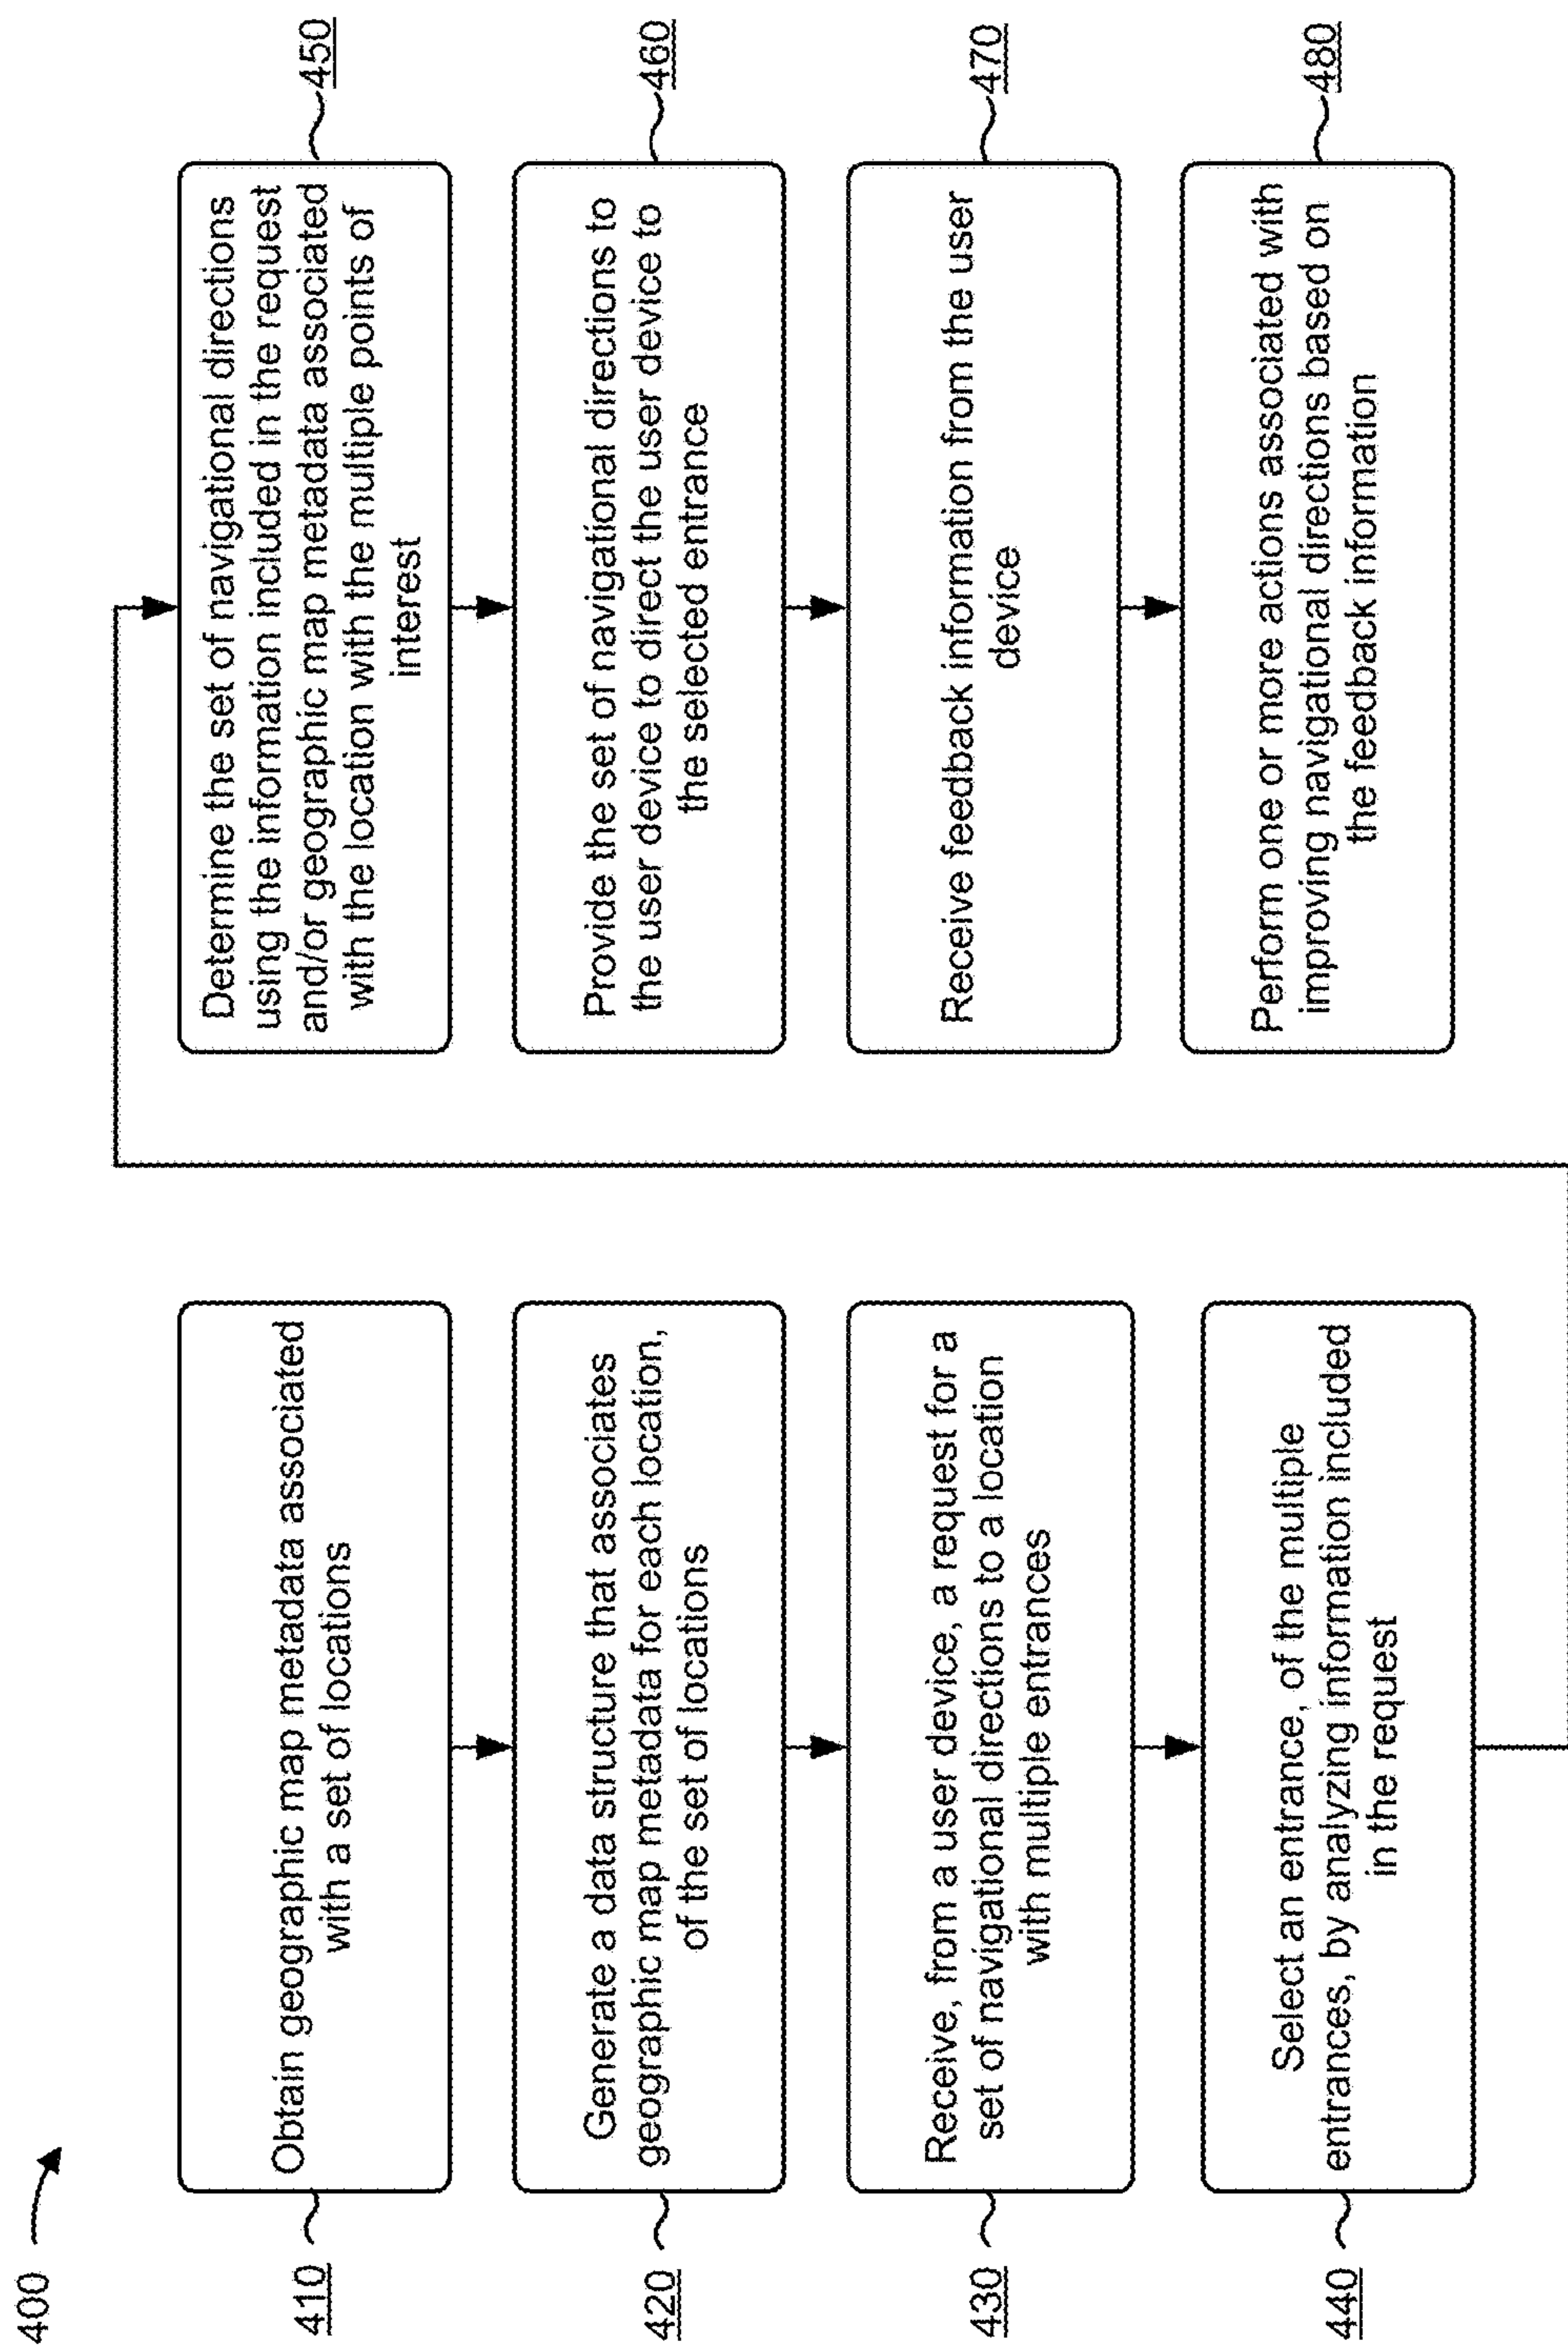 400
410
Obtain geographic map metadata associated
with a set of locations
420
Generate a data structure that associates
geographic map metadata for each location,
of the set of locations
430
Receive, from a user device, a request for a
set of navigational directions to a location
with multiple entrances
440
Select an entrance, of the multiple
entrances, by analyzing information included
in the request
450
Determine the set of navigational directions
using the information included in the request
and/or geographic map metadata associated
with the location with the multiple points of
interest
460
Provide the set of navigational directions to
the user device to direct the user device to
the selected entrance
470
Receive feedback information from the user
device
480
Perform one or more actions associated with
improving navigational directions based on
the feedback information